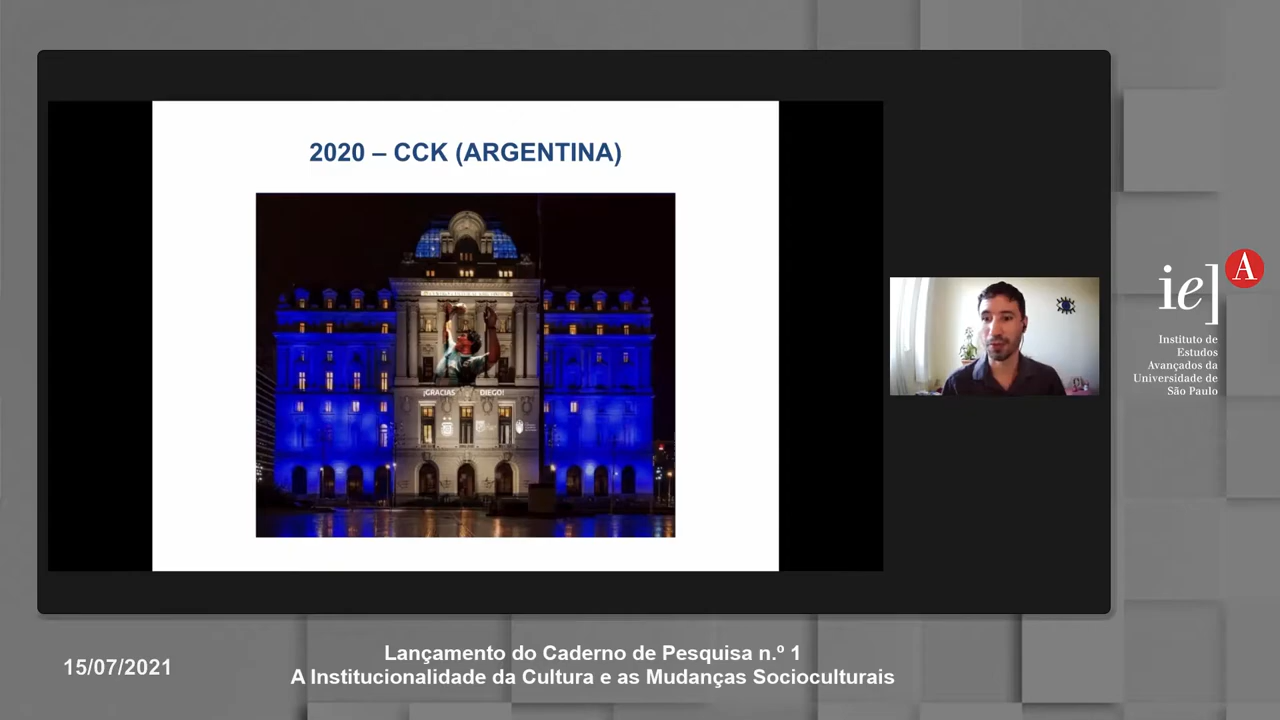 2020 – CCK (ARGENTINA)
¡GRACIAS DIEGO!
ie]
A
Instituto de
Estudos
Avançados da
Universidade de
São Paulo
15/07/2021
Lançamento do Caderno de Pesquisa n.º 1
A Institucionalidade da Cultura e as Mudanças Socioculturais